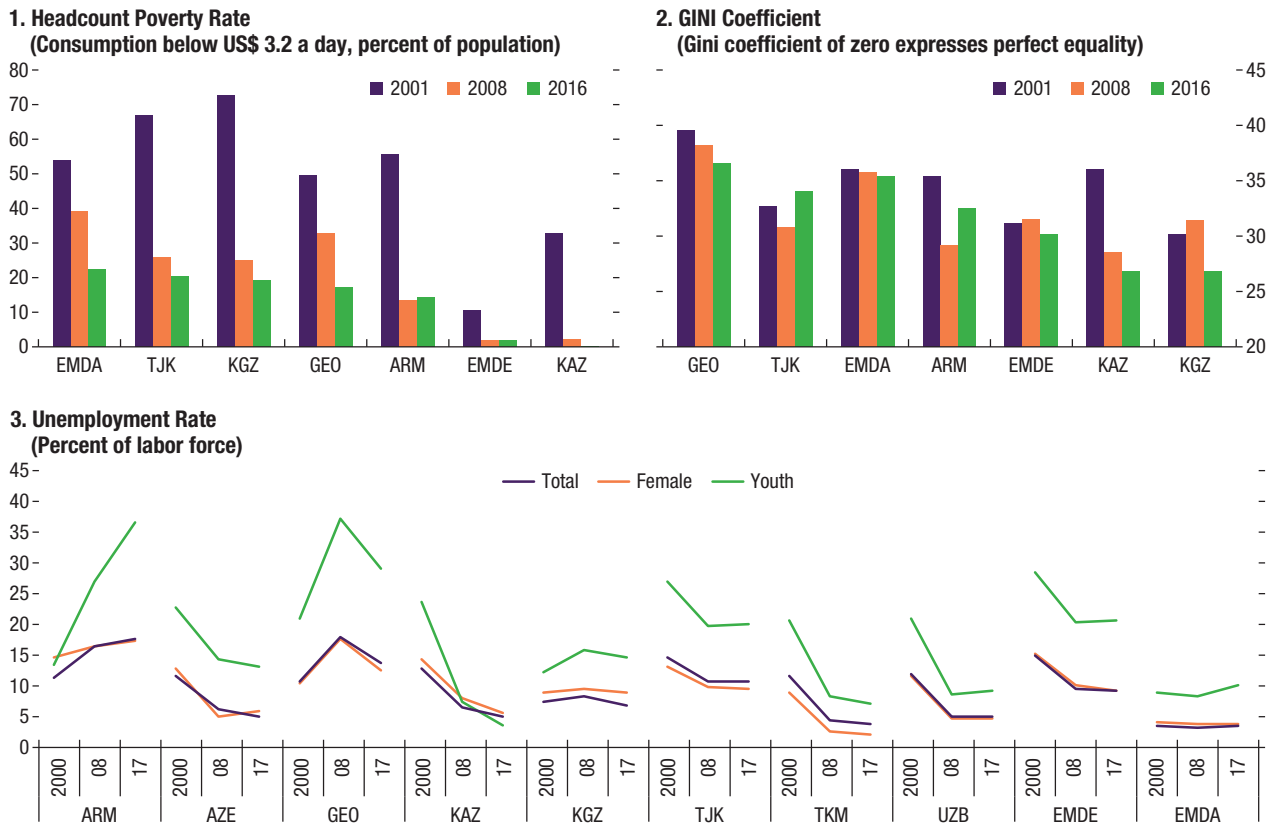 1. Headcount Poverty Rate
(Consumption below US$ 3.2 a day, percent of population)
80
70
60
50
40
30
20
10
0
2001 2008 2016
EMDA TJK KGZ GEO ARM EMDE KAZ
2. GINI Coefficient
(Gini coefficient of zero expresses perfect equality)
2001 2008 2016
45
40
35
30
25
20
GEO TJK EMDA ARM EMDE KAZ KGZ
3. Unemployment Rate
(Percent of labor force)
45
40
35
30
25
20
15
10
5
0
Total Female Youth
2000 08 17 2000 08 17 2000 08 17 2000 08 17 2000 08 17 2000 08 17 2000 08 17 2000 08 17 2000 08 17 2000 08 17
ARM AZE GEO KAZ KGZ TJK TKM UZB EMDE EMDA